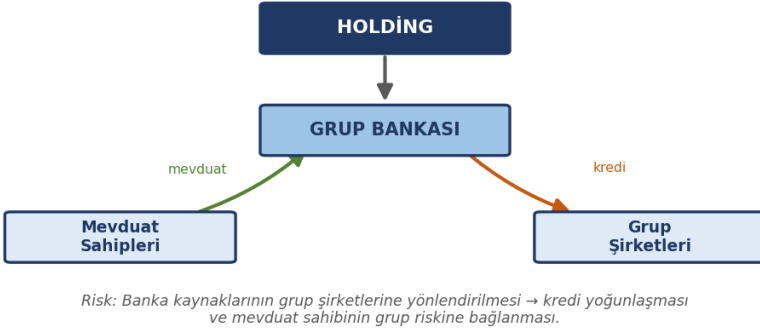 HOLDİNG
GRUP BANKASI
mevduat
kredi
Mevduat
Sahipleri
Grup
Şirketleri
Risk: Banka kaynaklarının grup şirketlerine yönlendirilmesi → kredi yoğunlaşması
ve mevduat sahibinin grup riskine bağlanması.